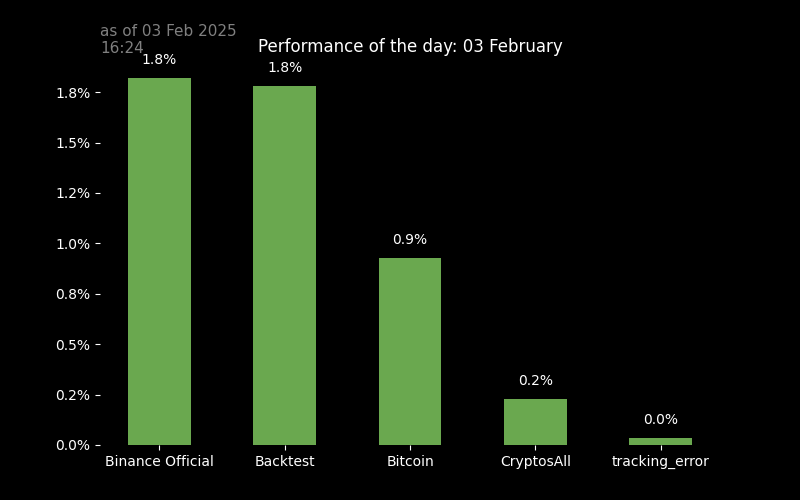 as of 03 Feb 2025
16:24
Performance of the day: 03 February
1.8%
1.8%
0.9%
0.2%
0.0%
1.8%
1.5%
1.2%
1.0%
0.8%
0.5%
0.2%
0.0%
Binance Official
Backtest
Bitcoin
CryptosAll
tracking_error